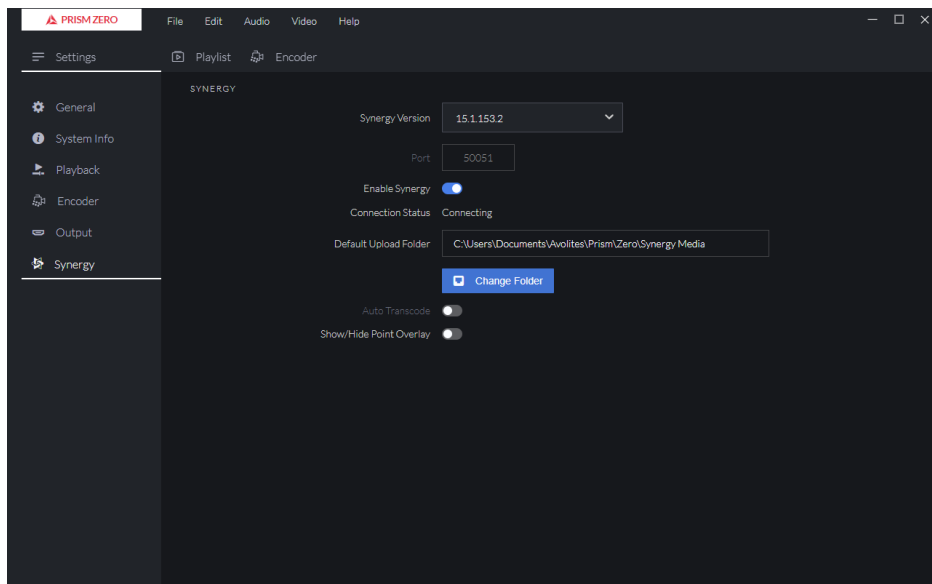 PRISM ZERO File Edit Audio Video Help
Settings Playlist Encoder
SYNERGY
General
System Info
Playback
Encoder
Output
Synergy
Synergy Version 15.1.153.2
Port 50051
Enable Synergy
Connection Status Connecting
Default Upload Folder C:\Users\Documents\Avolites\Prism\Zero\Synergy Media
Change Folder
Auto Transcode
Show/Hide Point Overlay